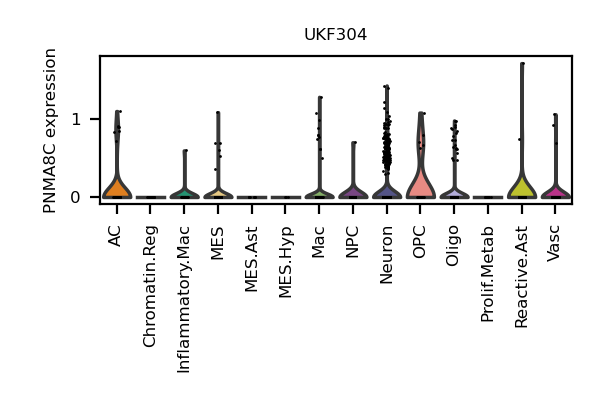 UKF304
PNMA8C expression
1
0
AC
Chromatin.Reg
Inflammatory.Mac
MES
MES.Ast
MES.Hyp
Mac
NPC
Neuron
OPC
Oligo
Prolif.Metab
Reactive.Ast
Vasc